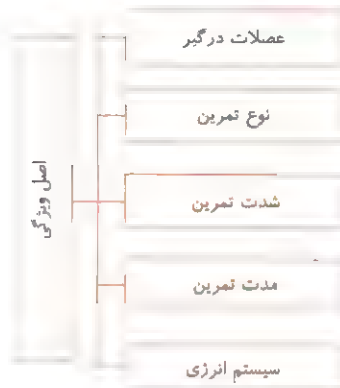 اصل ویژگی
عضلات درگیر
نوع تمرین
شدت تمرین
مدت تمرین
سیستم انرژی